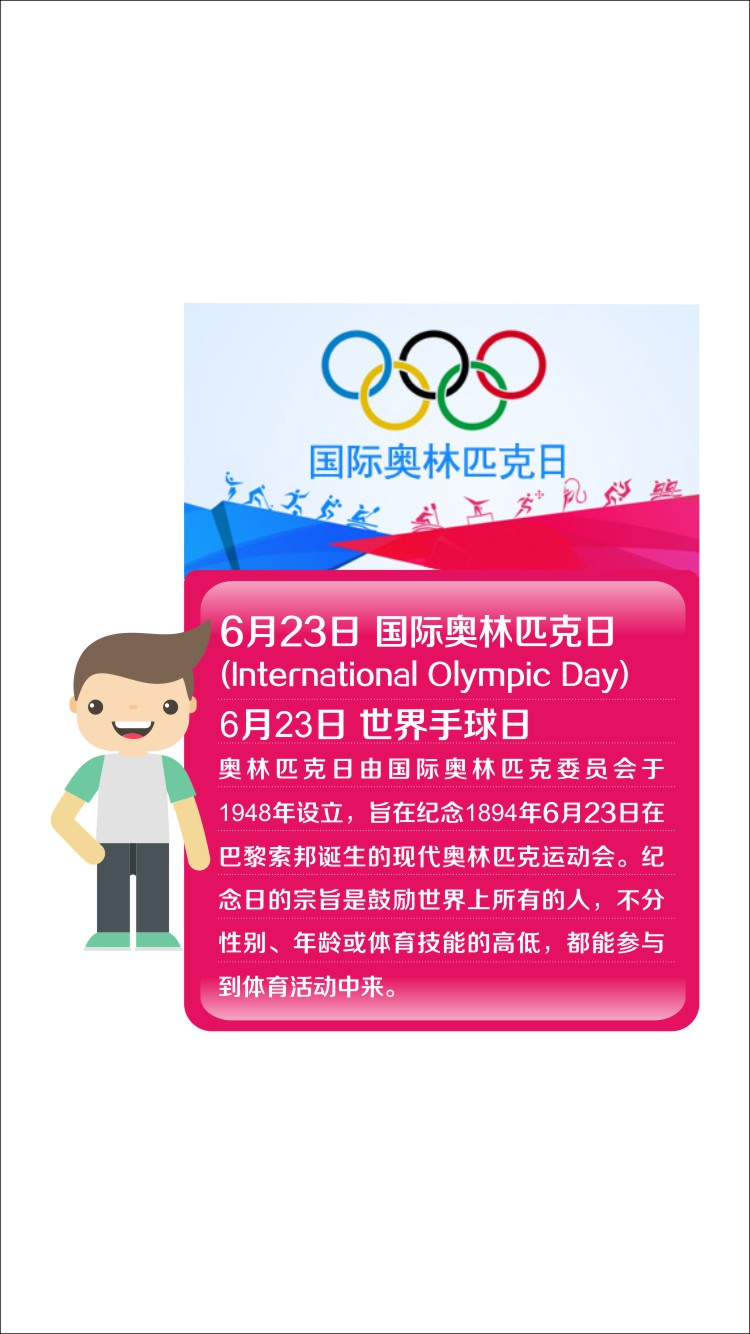 国际奥林匹克日
6月23日 国际奥林匹克日
(International Olympic Day)
6月23日 世界手球日
奥林匹克日由国际奥林匹克委员会于
1948年设立，旨在纪念1894年6月23日在
巴黎索邦诞生的现代奥林匹克运动会。纪
念日的宗旨是鼓励世界上所有的人，不分
性别、年龄或体育技能的高低，都能参与
到体育活动中来。